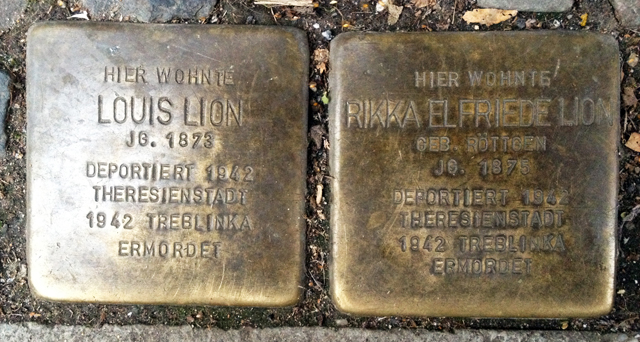 HIER WOHNTE
LOUIS LION
JG. 1873
DEPORTIERT 1942
THERESIENSTADT
1942 TREBLINKA
ERMORDET
HIER WOHNTE
RIKKA ELFRIEDE LION
GEB. RÖTTGEN
JG. 1875
DEPORTIERT 1942
THERESIENSTADT
1942 TREBLINKA
ERMORDET